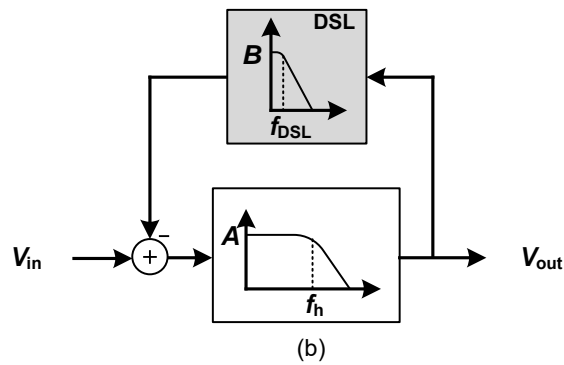 DSL
B
f_DSL
−
V_in
+
A
V_out
f_h
(b)